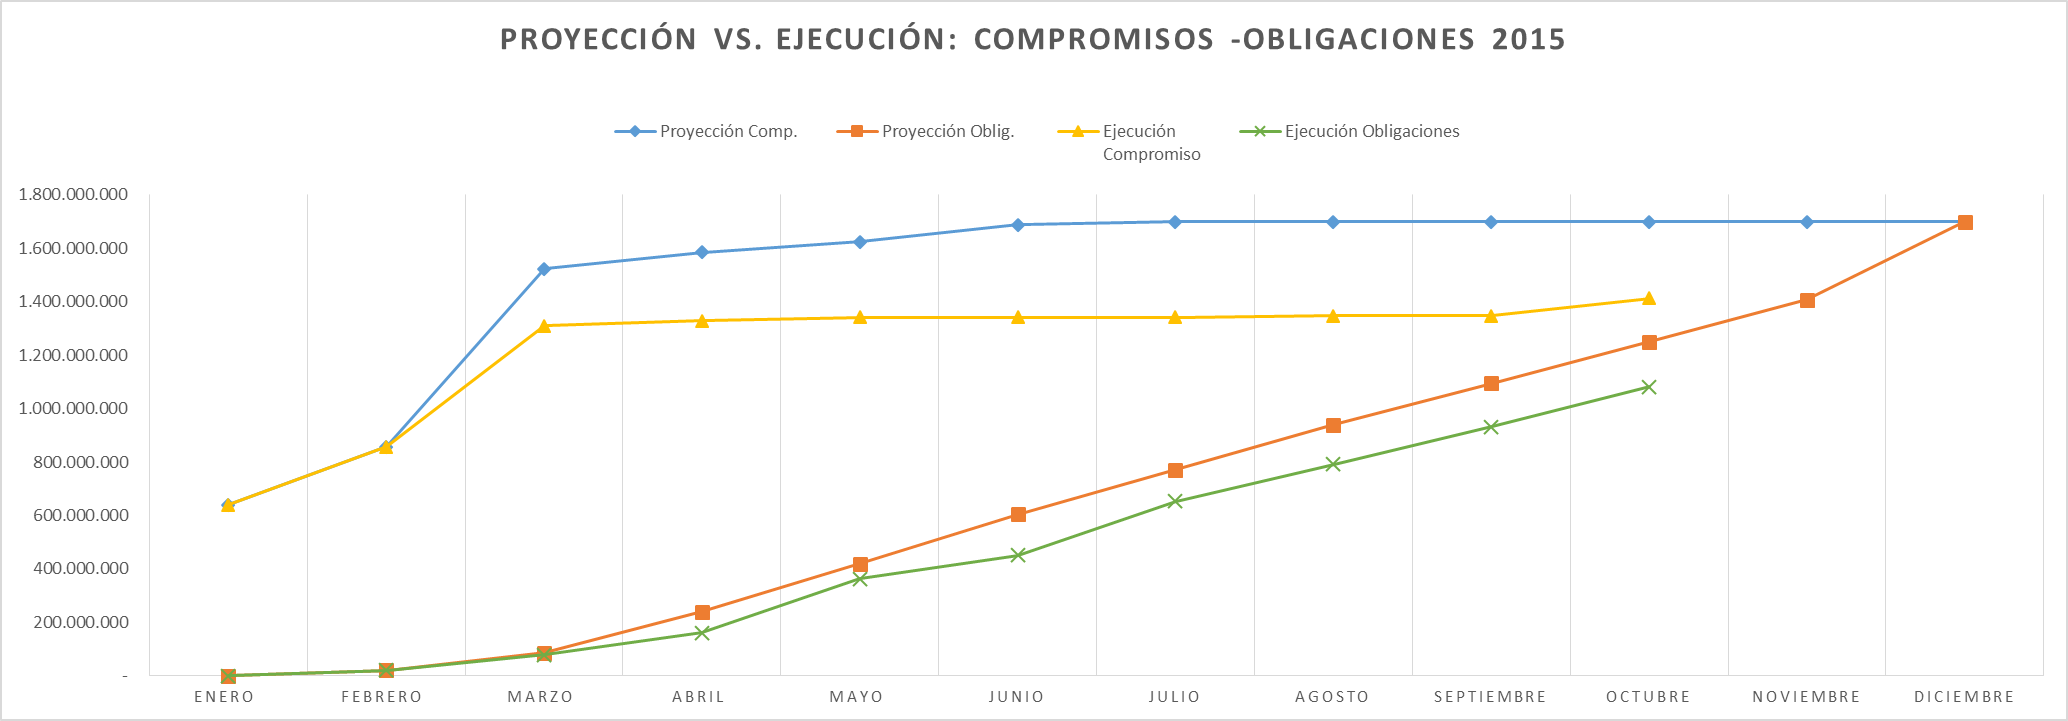 PROYECCIÓN VS. EJECUCIÓN: COMPROMISOS -OBLIGACIONES 2015
Proyección Comp.
Proyección Oblig.
Ejecución
Compromiso
Ejecución Obligaciones
1.800.000.000
1.600.000.000
1.400.000.000
1.200.000.000
1.000.000.000
800.000.000
600.000.000
400.000.000
200.000.000
-
ENERO FEBRERO MARZO ABRIL MAYO JUNIO JULIO AGOSTO SEPTIEMBRE OCTUBRE NOVIEMBRE DICIEMBRE